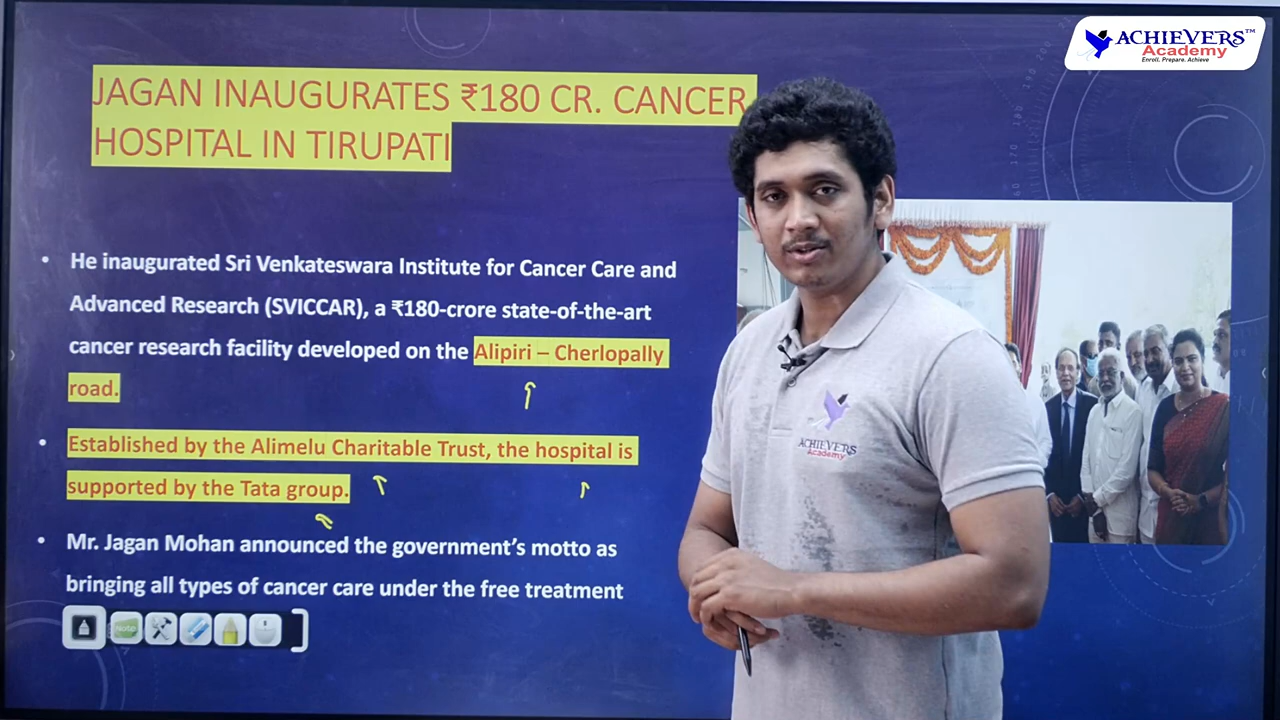 ACHIEVERS™
Academy
Enroll. Prepare. Achieve
JAGAN INAUGURATES ₹180 CR. CANCER
HOSPITAL IN TIRUPATI
• He inaugurated Sri Venkateswara Institute for Cancer Care and
Advanced Research (SVICCAR), a ₹180-crore state-of-the-art
cancer research facility developed on the Alipiri – Cherlopally
road.
• Established by the Alimelu Charitable Trust, the hospital is
supported by the Tata group.
• Mr. Jagan Mohan announced the government's motto as
bringing all types of cancer care under the free treatment
Note
ACHIEVERS
Academy